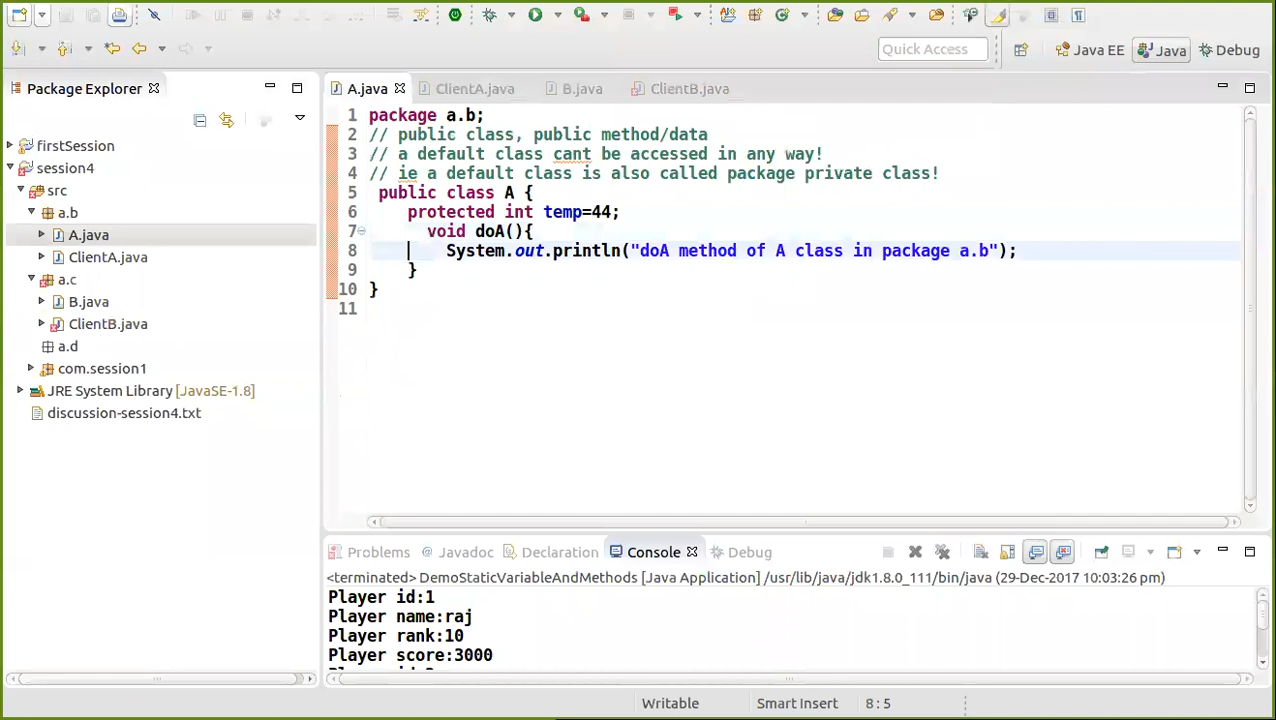 Quick Access
Java EE
Java
Debug
Package Explorer
firstSession
session4
src
a.b
A.java
ClientA.java
a.c
B.java
ClientB.java
a.d
com.session1
JRE System Library [JavaSE-1.8]
discussion-session4.txt
A.java
ClientA.java
B.java
ClientB.java
1 package a.b;
2 // public class, public method/data
3 // a default class cant be accessed in any way!
4 // ie a default class is also called package private class!
5 public class A {
6 protected int temp=44;
7 void doA(){
8 System.out.println("doA method of A class in package a.b");
9 }
10 }
11
Problems
Javadoc
Declaration
Console
Debug
<terminated> DemoStaticVariableAndMethods [Java Application] /usr/lib/java/jdk1.8.0_111/bin/java (29-Dec-2017 10:03:26 pm)
Player id:1
Player name:raj
Player rank:10
Player score:3000
Writable
Smart Insert
8 : 5